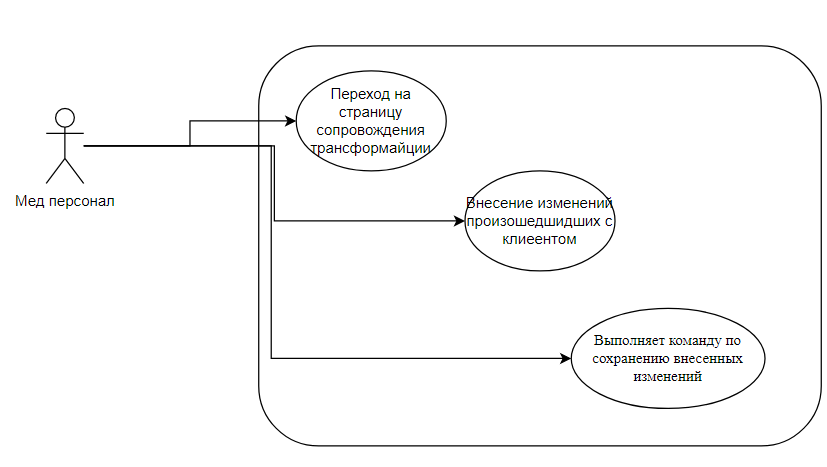 Переход на
страницу
сопровождения
трансформайции
Мед персонал
Внесение изменений
произошедшидших с
клиеентом
Выполняет команду по
сохранению внесенных
изменений